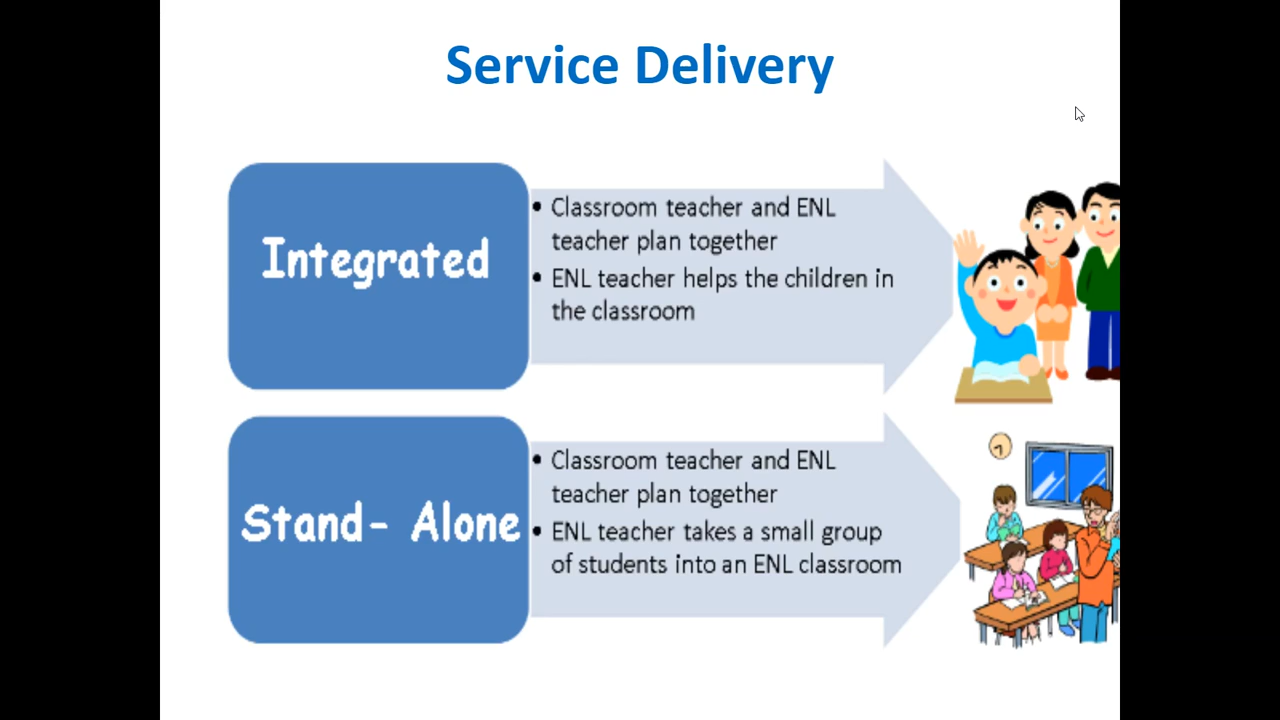 Service Delivery
Integrated
• Classroom teacher and ENL
teacher plan together
• ENL teacher helps the children in
the classroom
Stand- Alone
• Classroom teacher and ENL
teacher plan together
• ENL teacher takes a small group
of students into an ENL classroom